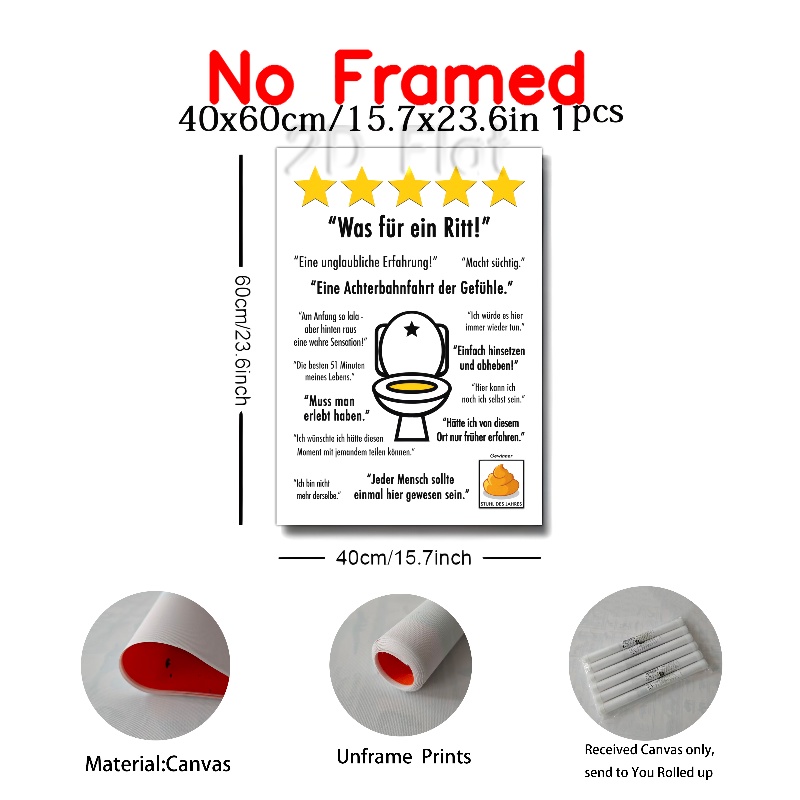 No Framed
40x60cm/15.7x23.6in 1pcs
2D Flat
60cm/23.6inch
“Was für ein Ritt!”
“Eine unglaubliche Erfahrung!”
“Macht süchtig.”
“Eine Achterbahnfahrt der Gefühle.”
“Am Anfang so lala -
aber hinten raus
eine wahre Sensation!”
“Ich würde es hier
immer wieder tun.”
“Einfach hinsetzen
und abheben!”
“Die besten 51 Minuten
meines Lebens.”
“Hier kann ich
noch ich selbst sein.”
“Muss man
erlebt haben.”
“Hätte ich von diesem
Ort nur früher erfahren.”
“Ich wünschte ich hätte diesen
Moment mit jemandem teilen können.”
“Ich bin nicht
mehr derselbe.”
“Jeder Mensch sollte
einmal hier gewesen sein.”
Gewinner
STUHL DES JAHRES
40cm/15.7inch
Material:Canvas
Unframe Prints
Received Canvas only,
send to You Rolled up